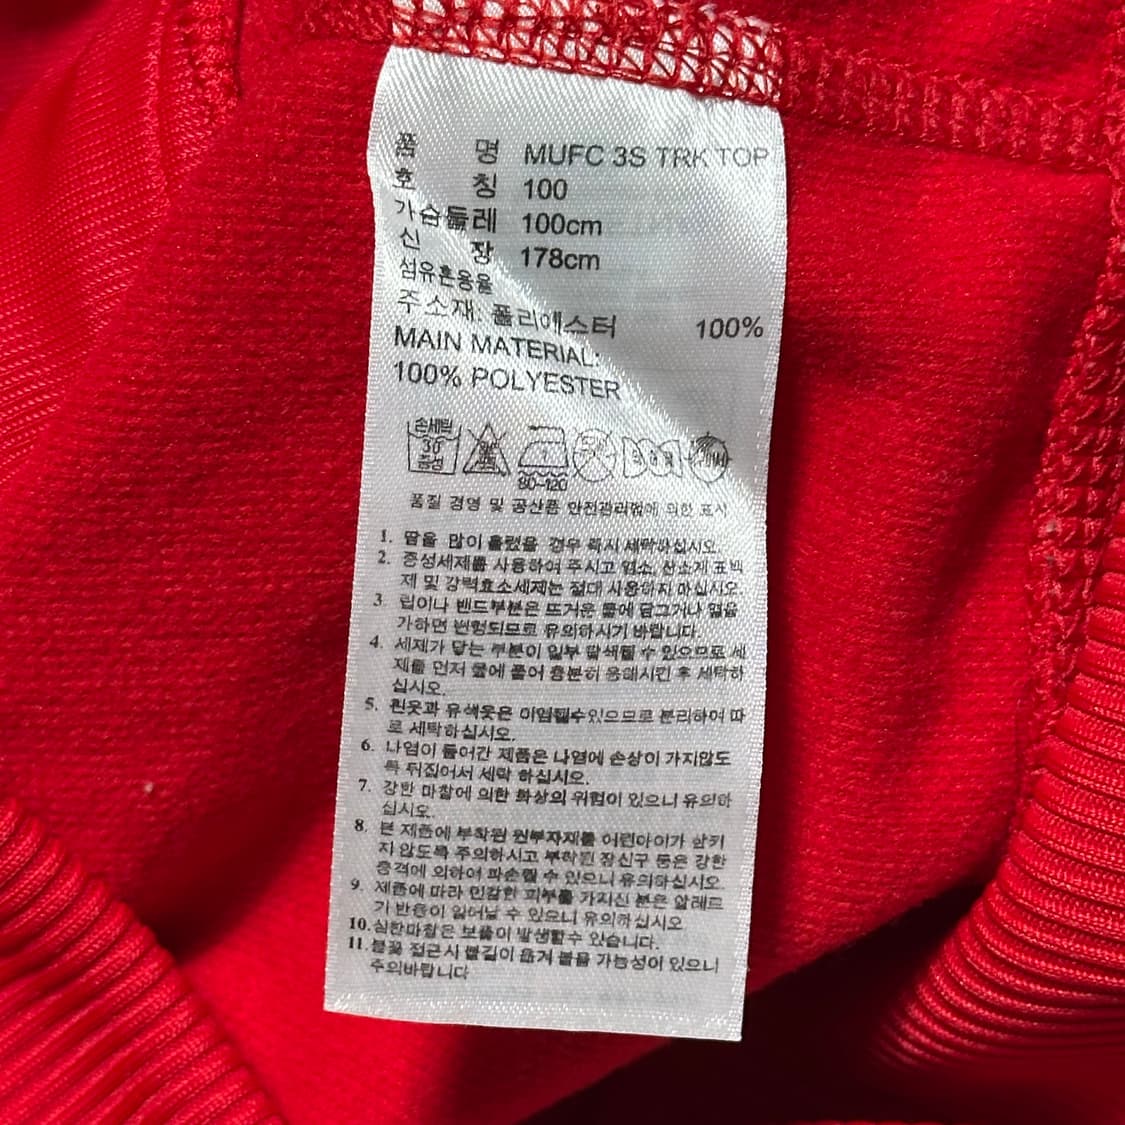 품 명 MUFC 3S TRK TOP
호 칭 100
가슴둘레 100cm
신 장 178cm
섬유혼용율
주소재: 폴리에스터 100%
MAIN MATERIAL:
100% POLYESTER
손세탁
30
중성
80~120
품질 경영 및 공산품 안전관리법에 의한 표시
1. 땀을 많이 흘렸을 경우 즉시 세탁하십시오.
2. 중성세제를 사용하여 주시고 염소, 산소계 표백
제 및 강력효소세제는 절대 사용하지 마십시오.
3. 립이나 밴드부분은 뜨거운 물에 담그거나 열을
가하면 변형되므로 유의하시기 바랍니다.
4. 세제가 닿는 부분이 일부 탈색될 수 있으므로 세
제를 먼저 물에 풀어 충분히 용해시킨 후 세탁하
십시오.
5. 흰옷과 유색옷은 이염될수있으므로 분리하여 따
로 세탁하십시오.
6. 나염이 들어간 제품은 나염에 손상이 가지않도
록 뒤집어서 세탁 하십시오.
7. 강한 마찰에 의한 화상의 위험이 있으니 유의하
십시오.
8. 본 제품에 부착된 원부자재를 어린아이가 삼키
지 않도록 주의하시고 부착된 장신구 등은 강한
충격에 의하여 파손될 수 있으니 유의하십시오.
9. 제품에 따라 민감한 피부를 가지신 분은 알레르
기 반응이 일어날 수 있으니 유의하십시오
10. 심한마찰은 보풀이 발생할수 있습니다.
11. 불꽃 접근시 불길이 옮겨 붙을 가능성이 있으니
주의바랍니다